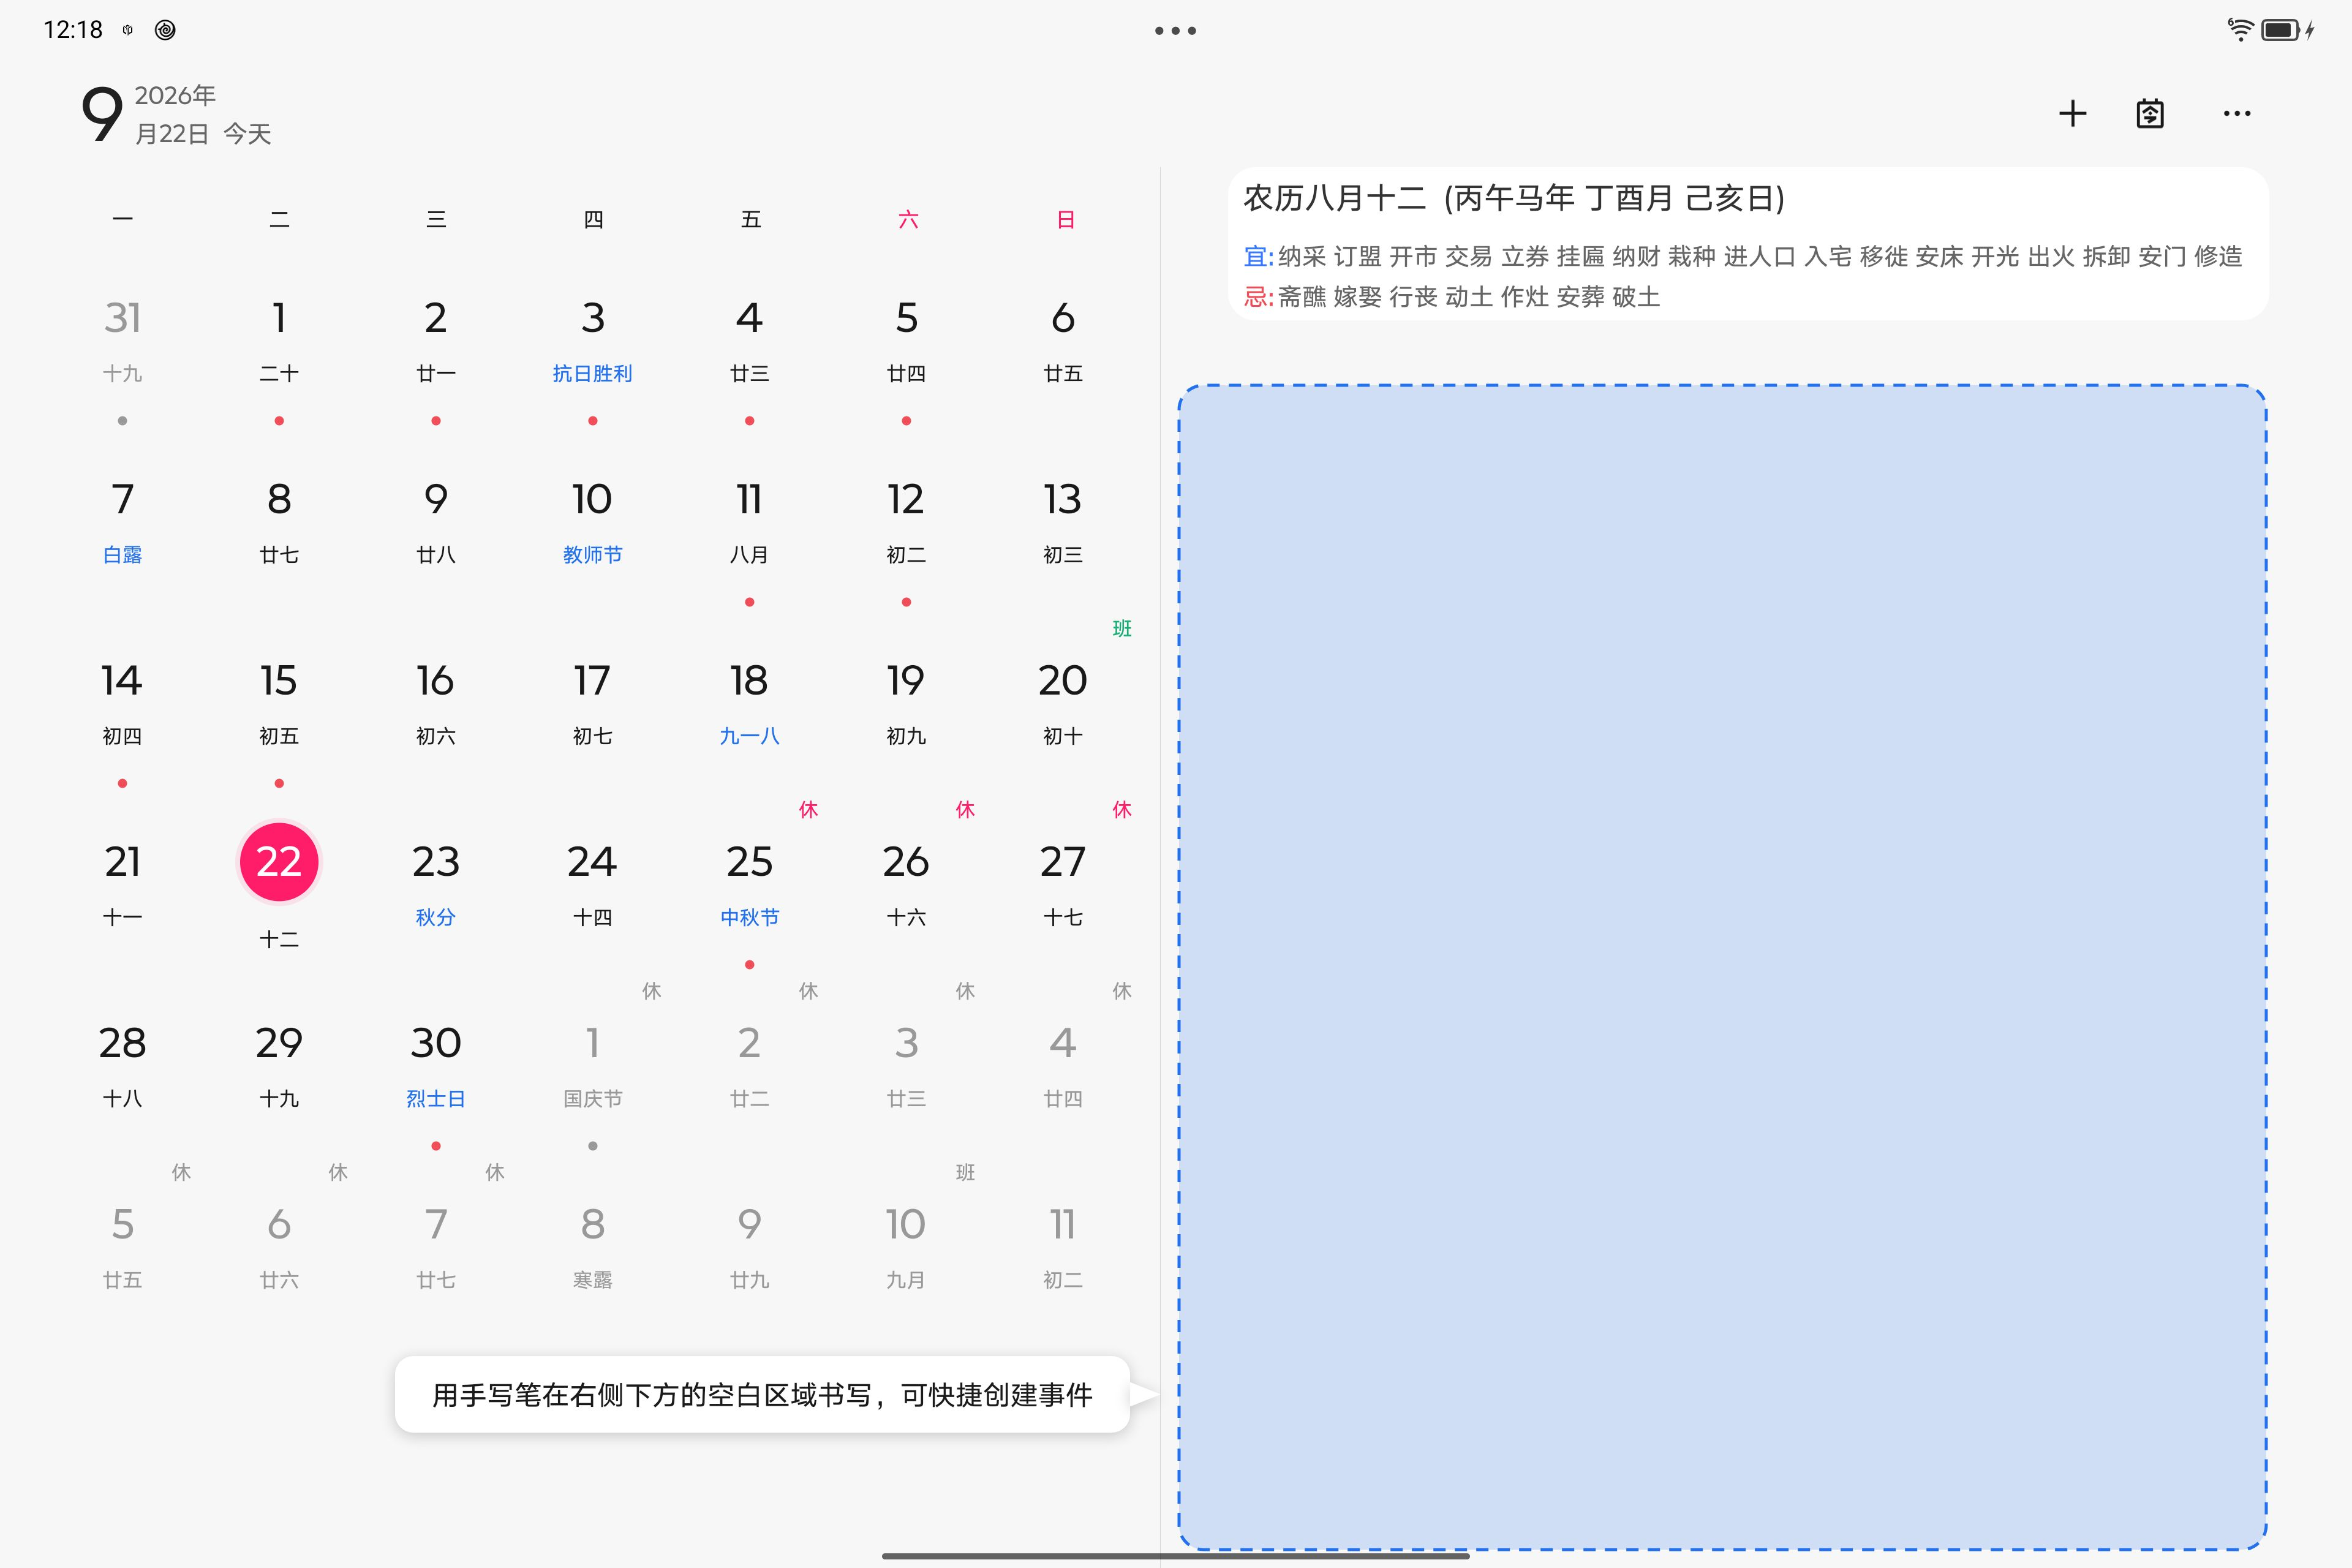 12:18
6
9 2026年
月22日 今天
一 二 三 四 五 六 日
31 1 2 3 4 5 6
十九 二十 廿一 抗日胜利 廿三 廿四 廿五
7 8 9 10 11 12 13
白露 廿七 廿八 教师节 八月 初二 初三
班
14 15 16 17 18 19 20
初四 初五 初六 初七 九一八 初九 初十
休 休 休
21 22 23 24 25 26 27
十一 十二 秋分 十四 中秋节 十六 十七
休 休 休 休
28 29 30 1 2 3 4
十八 十九 烈士日 国庆节 廿二 廿三 廿四
休 休 休 班
5 6 7 8 9 10 11
廿五 廿六 廿七 寒露 廿九 九月 初二
用手写笔在右侧下方的空白区域书写，可快捷创建事件
今
农历八月十二 (丙午马年 丁酉月 己亥日)
宜:纳采 订盟 开市 交易 立券 挂匾 纳财 栽种 进人口 入宅 移徙 安床 开光 出火 拆卸 安门 修造
忌:斋醮 嫁娶 行丧 动土 作灶 安葬 破土